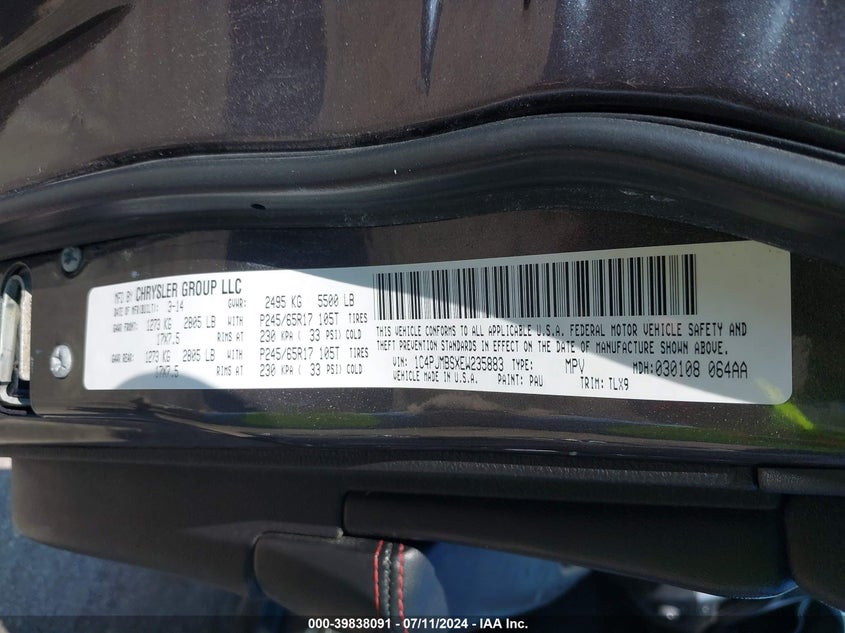 MFD BY CHRYSLER GROUP LLC
DATE OF MFR(BUILT): 3-14 GVWR: 2495 KG 5500 LB
GAWR FRONT: 1273 KG 2805 LB WITH P245/65R17 105T TIRES
17X7.5 RIMS AT 230 KPA ( 33 PSI) COLD
GAWR REAR: 1273 KG 2805 LB WITH P245/65R17 105T TIRES
17X7.5 RIMS AT 230 KPA ( 33 PSI) COLD
THIS VEHICLE CONFORMS TO ALL APPLICABLE U.S.A. FEDERAL MOTOR VEHICLE SAFETY AND
THEFT PREVENTION STANDARDS IN EFFECT ON THE DATE OF MANUFACTURE SHOWN ABOVE.
VIN: 1C4PJMBSXEW235883 TYPE: MPV MDH:030108 064AA
VEHICLE MADE IN U.S.A. PAINT: PAU TRIM: TLX9
000-39838091 - 07/11/2024 - IAA Inc.